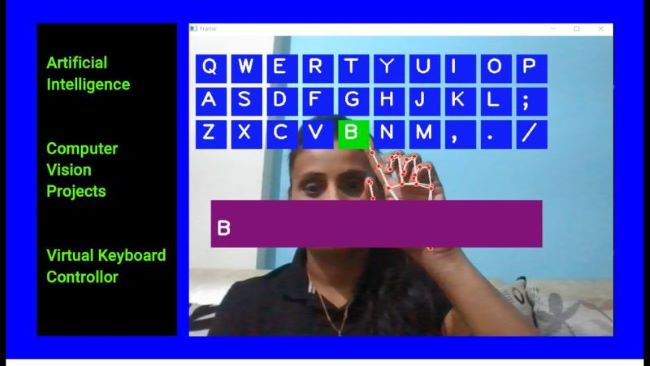 Artificial
Intelligence
Computer
Vision
Projects
Virtual Keyboard
Controllor
Frame
Q W E R T Y U I O P
A S D F G H J K L ;
Z X C V B N M , . /
B